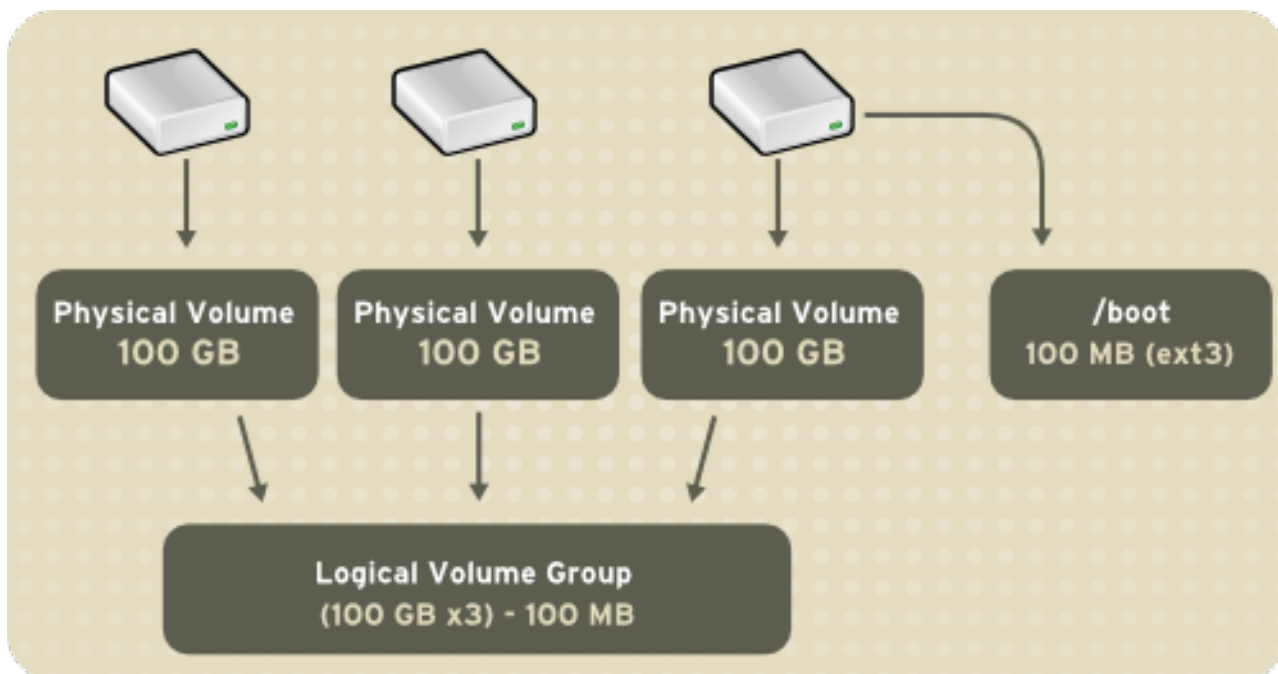 Physical Volume
100 GB
Physical Volume
100 GB
Physical Volume
100 GB
/boot
100 MB (ext3)
Logical Volume Group
(100 GB x3) - 100 MB